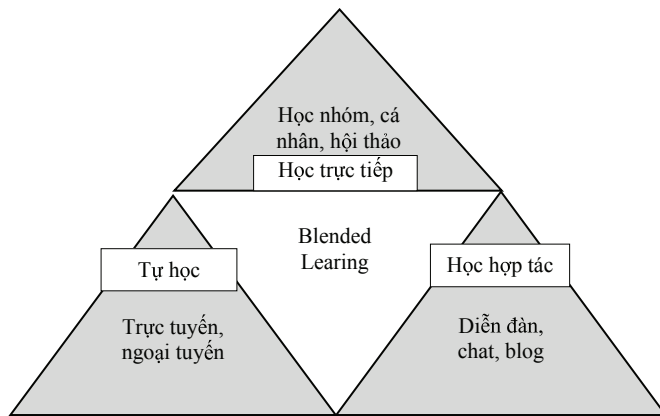 Học nhóm, cá
nhân, hội thảo
Học trực tiếp
Blended
Learing
Tự học
Học hợp tác
Trực tuyến,
ngoại tuyến
Diễn đàn,
chat, blog